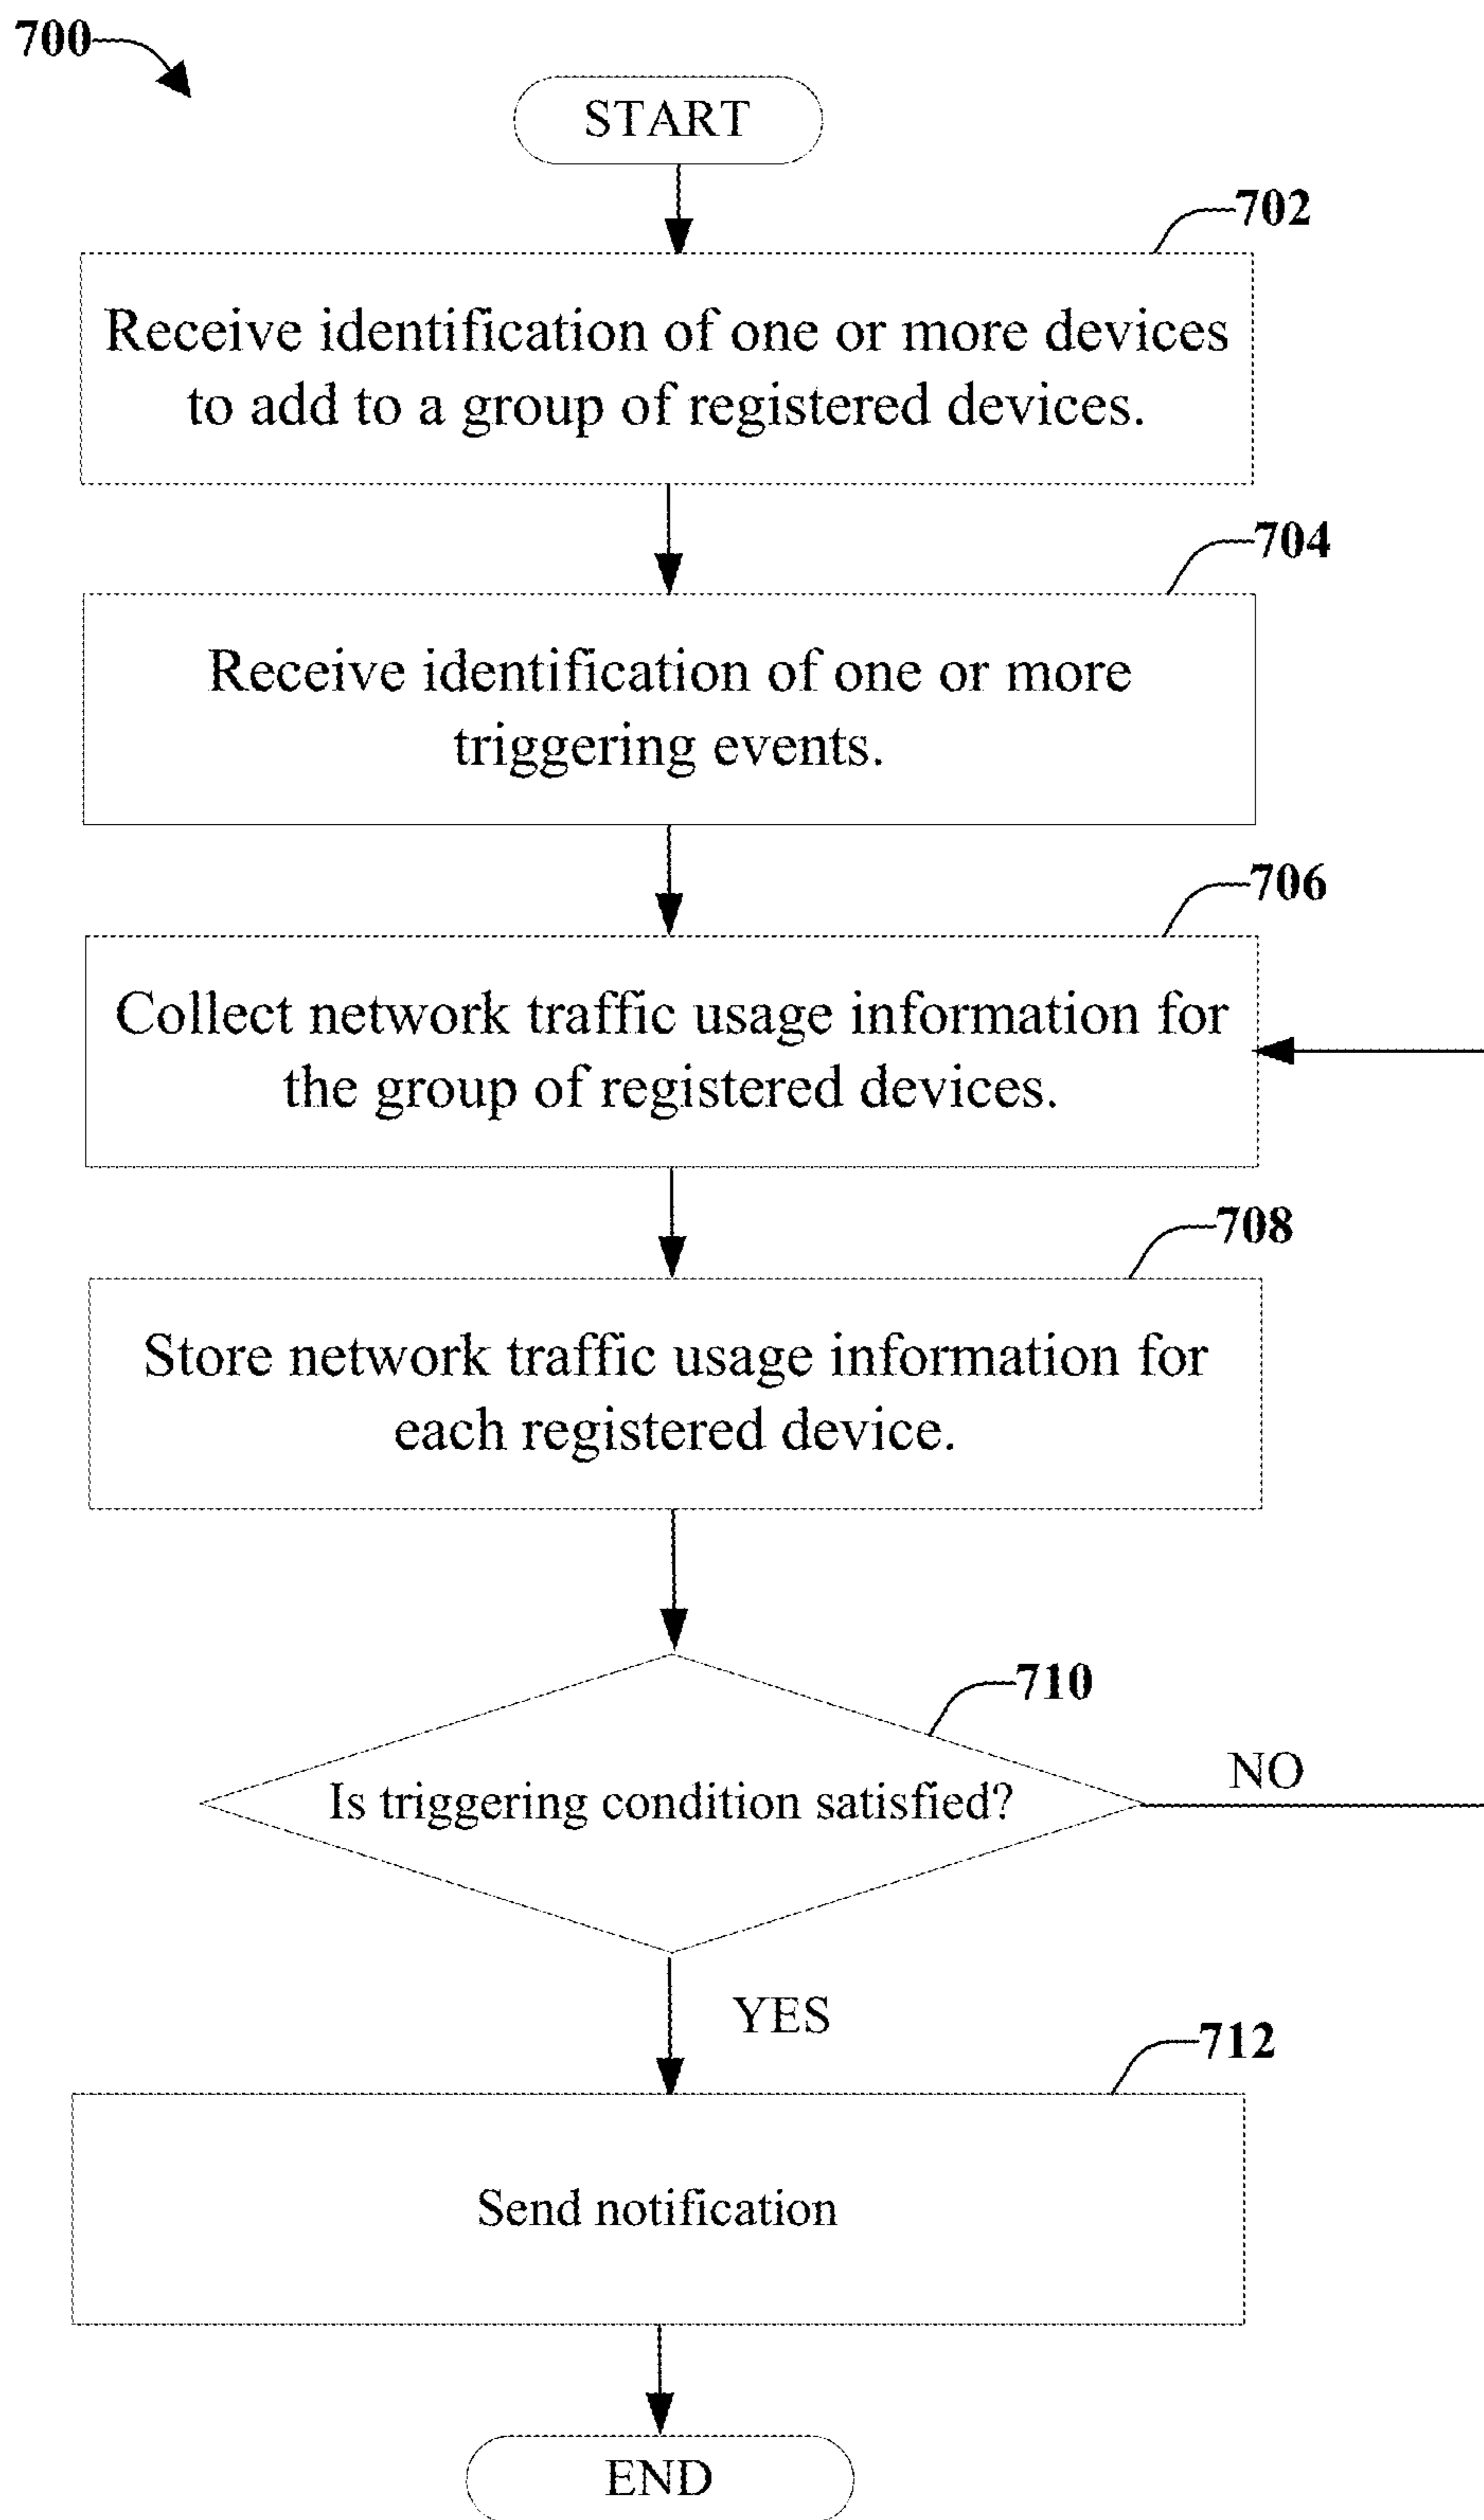 700
START
702
Receive identification of one or more devices
to add to a group of registered devices.
704
Receive identification of one or more
triggering events.
706
Collect network traffic usage information for
the group of registered devices.
708
Store network traffic usage information for
each registered device.
710
Is triggering condition satisfied?
NO
YES
712
Send notification
END